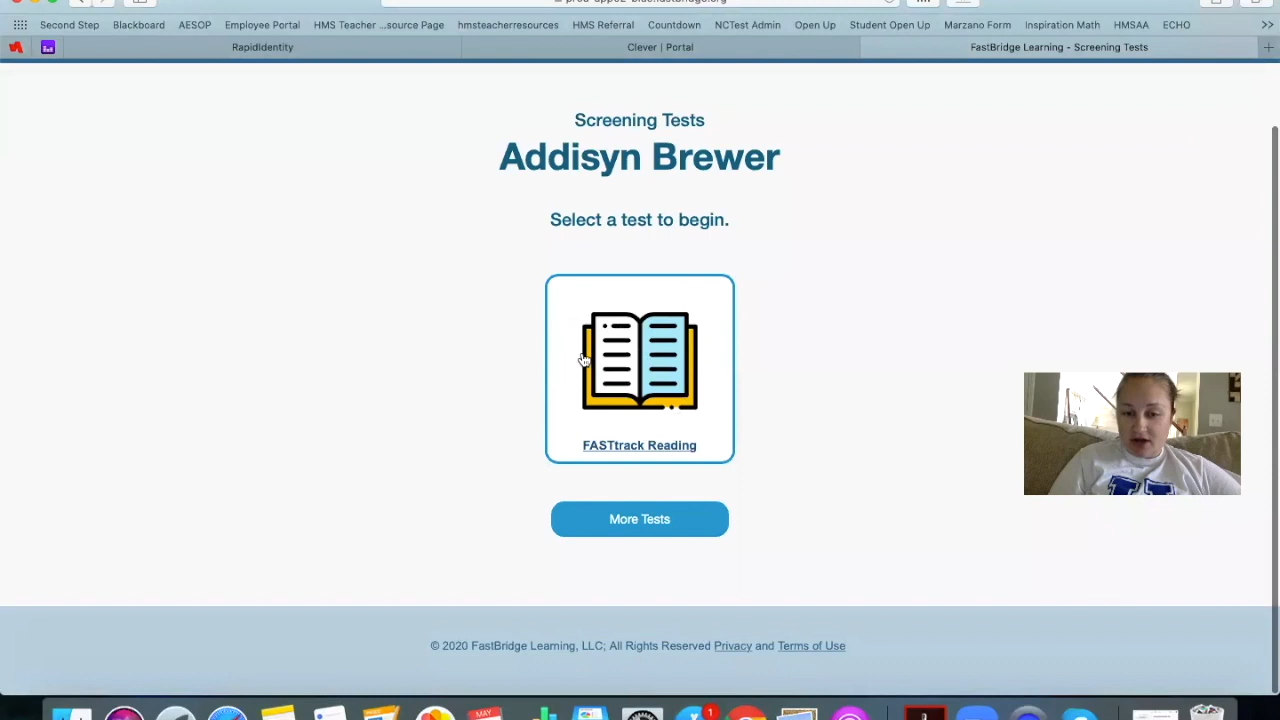 Second Step Blackboard AESOP Employee Portal HMS Teacher ...source Page hmsteacherresources HMS Referral Countdown NCTest Admin Open Up Student Open Up Marzano Form Inspiration Math HMSAA ECHO
RapidIdentity Clever | Portal FastBridge Learning - Screening Tests
Screening Tests
Addisyn Brewer
Select a test to begin.
FASTtrack Reading
More Tests
© 2020 FastBridge Learning, LLC; All Rights Reserved Privacy and Terms of Use
MAY
1